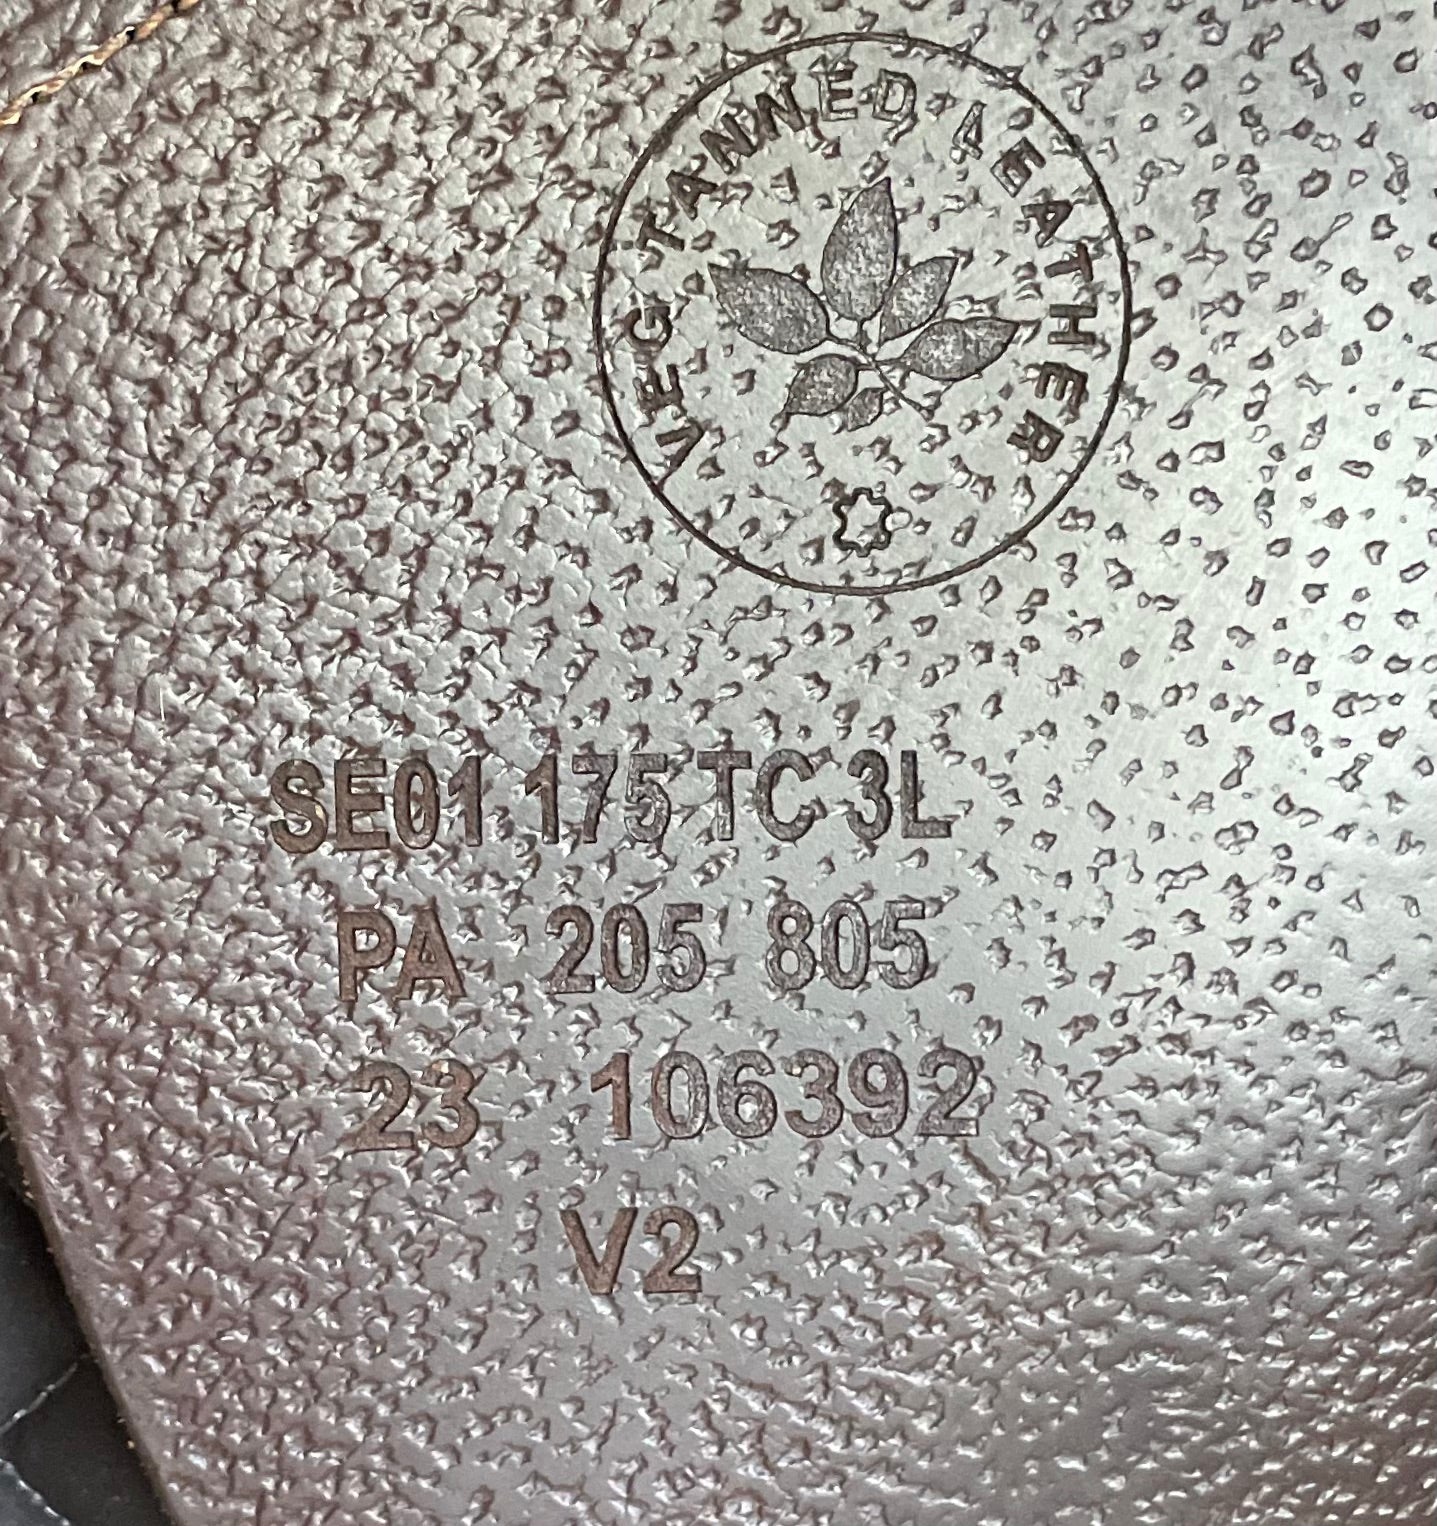 VEG TANNED LEATHER
SE01 175 TC 3L
PA 205 805
23 106392
V2